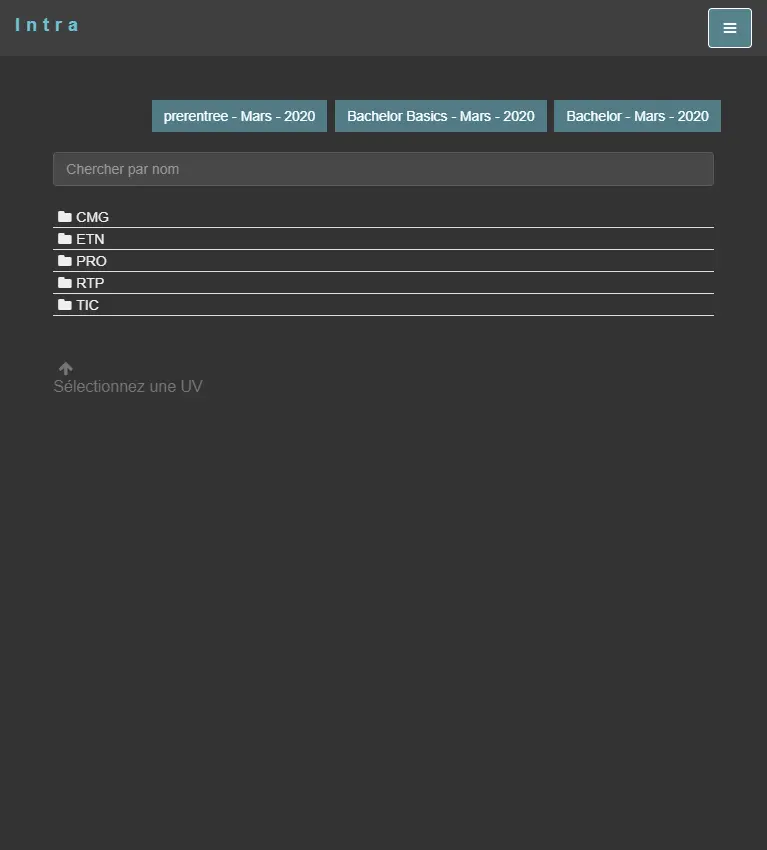 Intra
prerentree - Mars - 2020 Bachelor Basics - Mars - 2020 Bachelor - Mars - 2020
Chercher par nom
CMG
ETN
PRO
RTP
TIC
Sélectionnez une UV